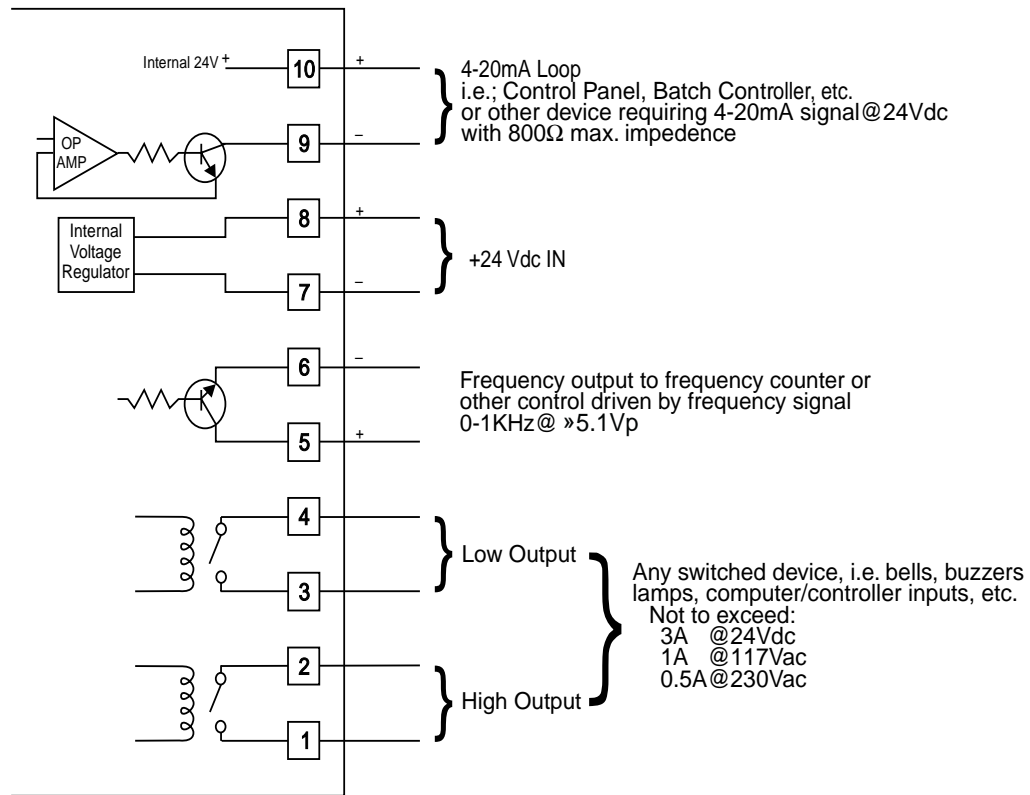 Internal 24V +
10
+
4-20mA Loop
i.e.; Control Panel, Batch Controller, etc.
or other device requiring 4-20mA signal@24Vdc
with 800Ω max. impedence
OP
AMP
9
–
8
+
Internal
Voltage
Regulator
+24 Vdc IN
7
–
6
–
Frequency output to frequency counter or
other control driven by frequency signal
0-1KHz@ »5.1Vp
5
+
4
Low Output
3
Any switched device, i.e. bells, buzzers
lamps, computer/controller inputs, etc.
Not to exceed:
3A @24Vdc
1A @117Vac
0.5A@230Vac
2
High Output
1